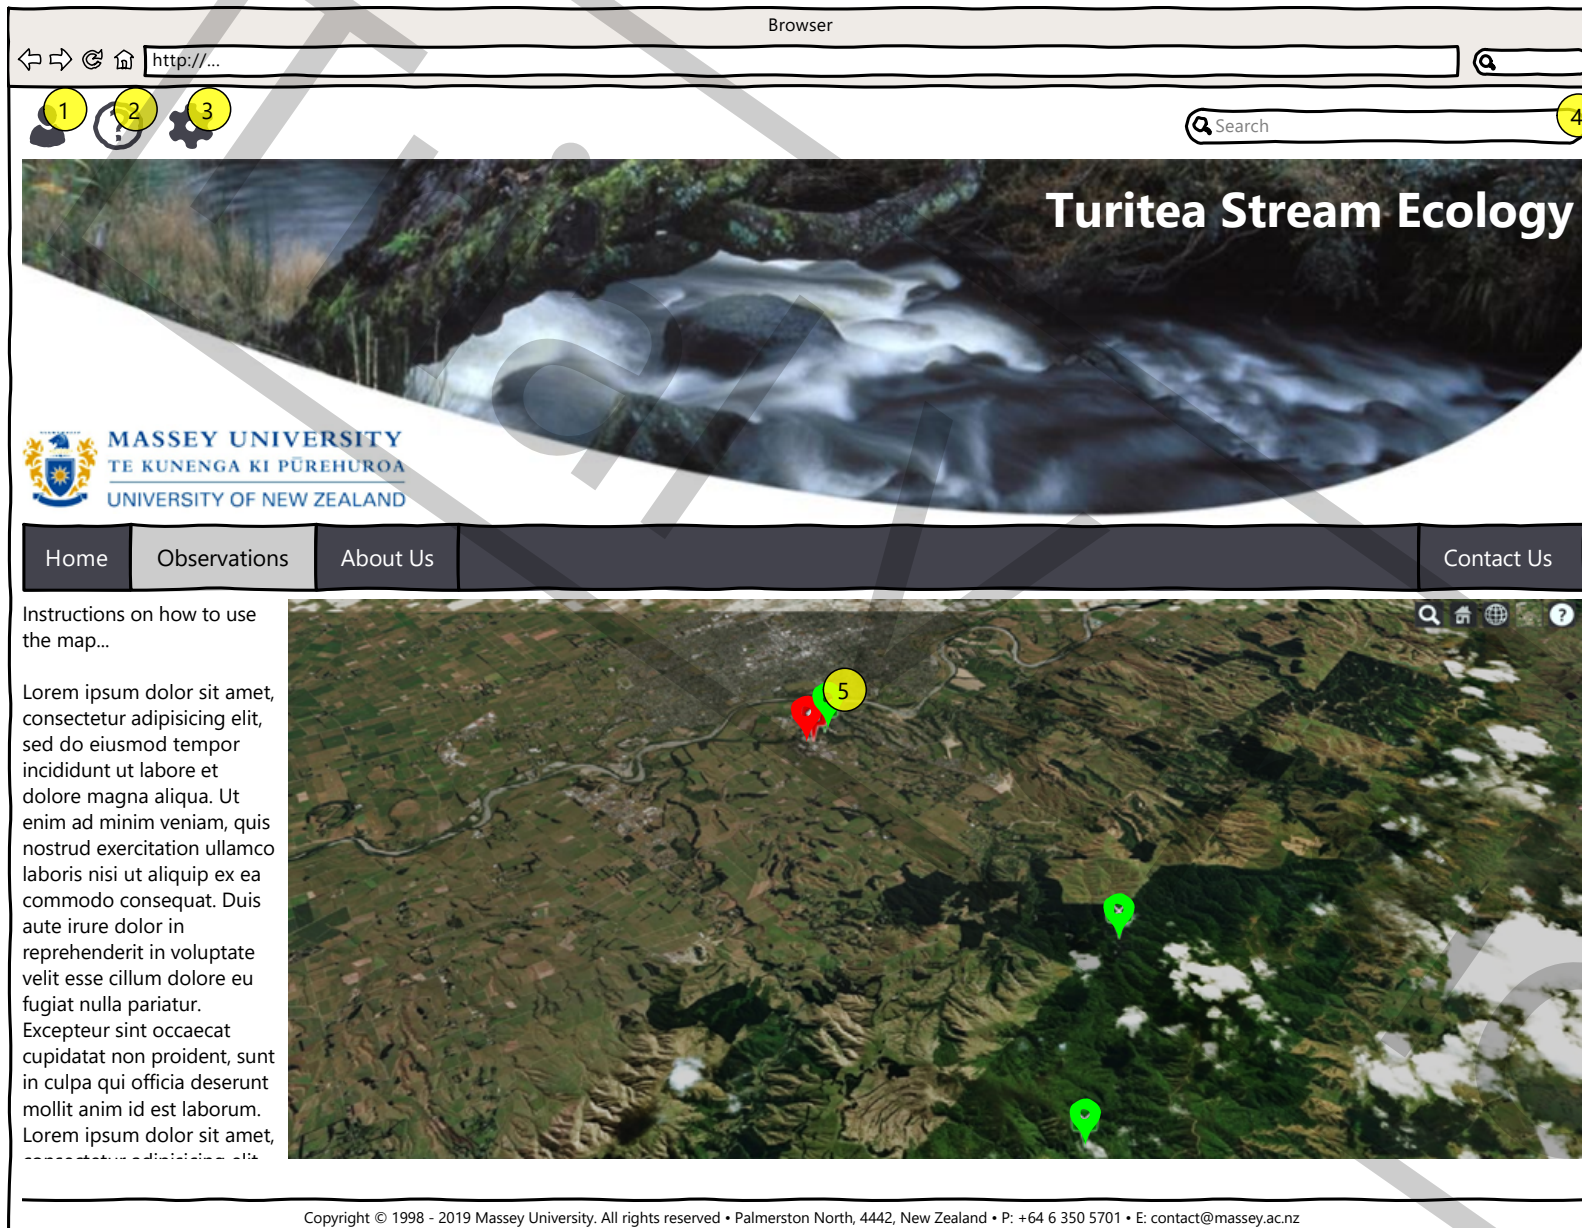 Browser
http://...
1
2
3
Search
4
Turitea Stream Ecology
MASSEY UNIVERSITY
TE KUNENGA KI PŪREHUROA
UNIVERSITY OF NEW ZEALAND
Home
Observations
About Us
Contact Us
Instructions on how to use
the map...
Lorem ipsum dolor sit amet,
consectetur adipisicing elit,
sed do eiusmod tempor
incididunt ut labore et
dolore magna aliqua. Ut
enim ad minim veniam, quis
nostrud exercitation ullamco
laboris nisi ut aliquip ex ea
commodo consequat. Duis
aute irure dolor in
reprehenderit in voluptate
velit esse cillum dolore eu
fugiat nulla pariatur.
Excepteur sint occaecat
cupidatat non proident, sunt
in culpa qui officia deserunt
mollit anim id est laborum.
Lorem ipsum dolor sit amet,
consectetur adipisicing elit,
?
5
Copyright © 1998 - 2019 Massey University. All rights reserved • Palmerston North, 4442, New Zealand • P: +64 6 350 5701 • E: contact@massey.ac.nz